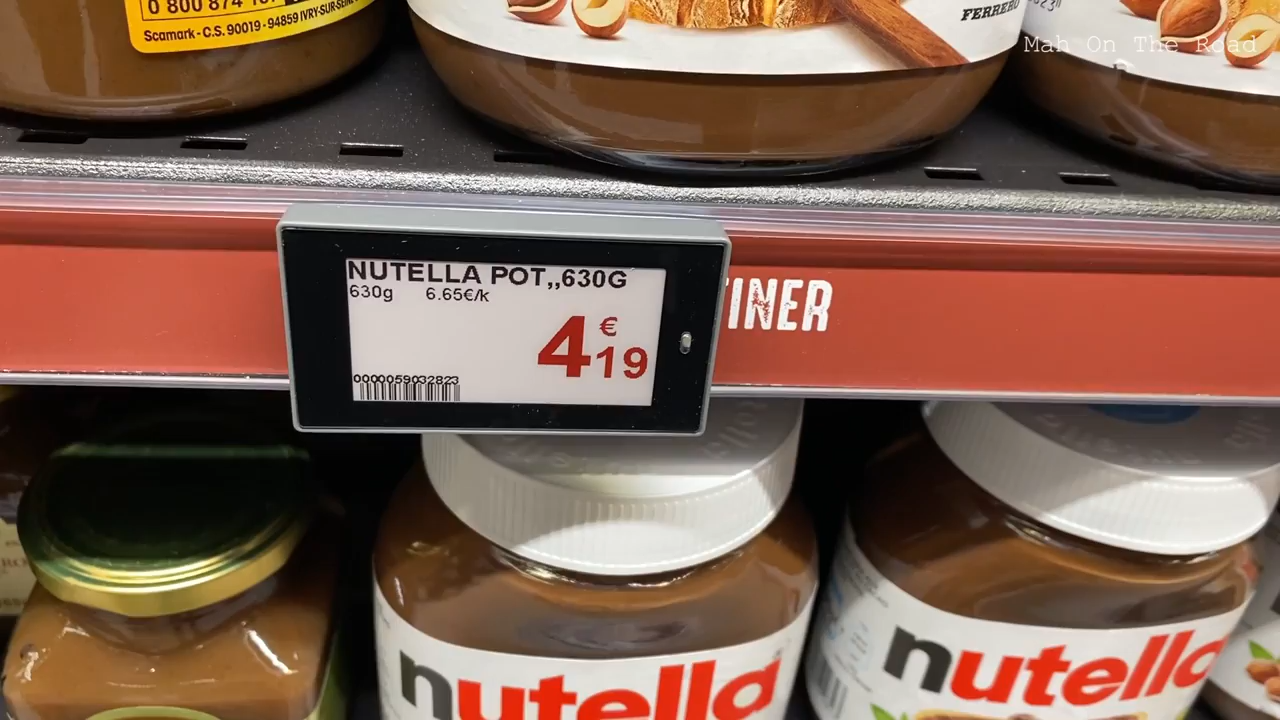 0 800 874
Scamark - C.S. 90019 - 94859 IVRY-SUR-SEINE
FERRERO
Mah On The Road
NUTELLA POT,,630G
630g 6.65€/k
4€19
0000059032823
INER
nutella
nutella